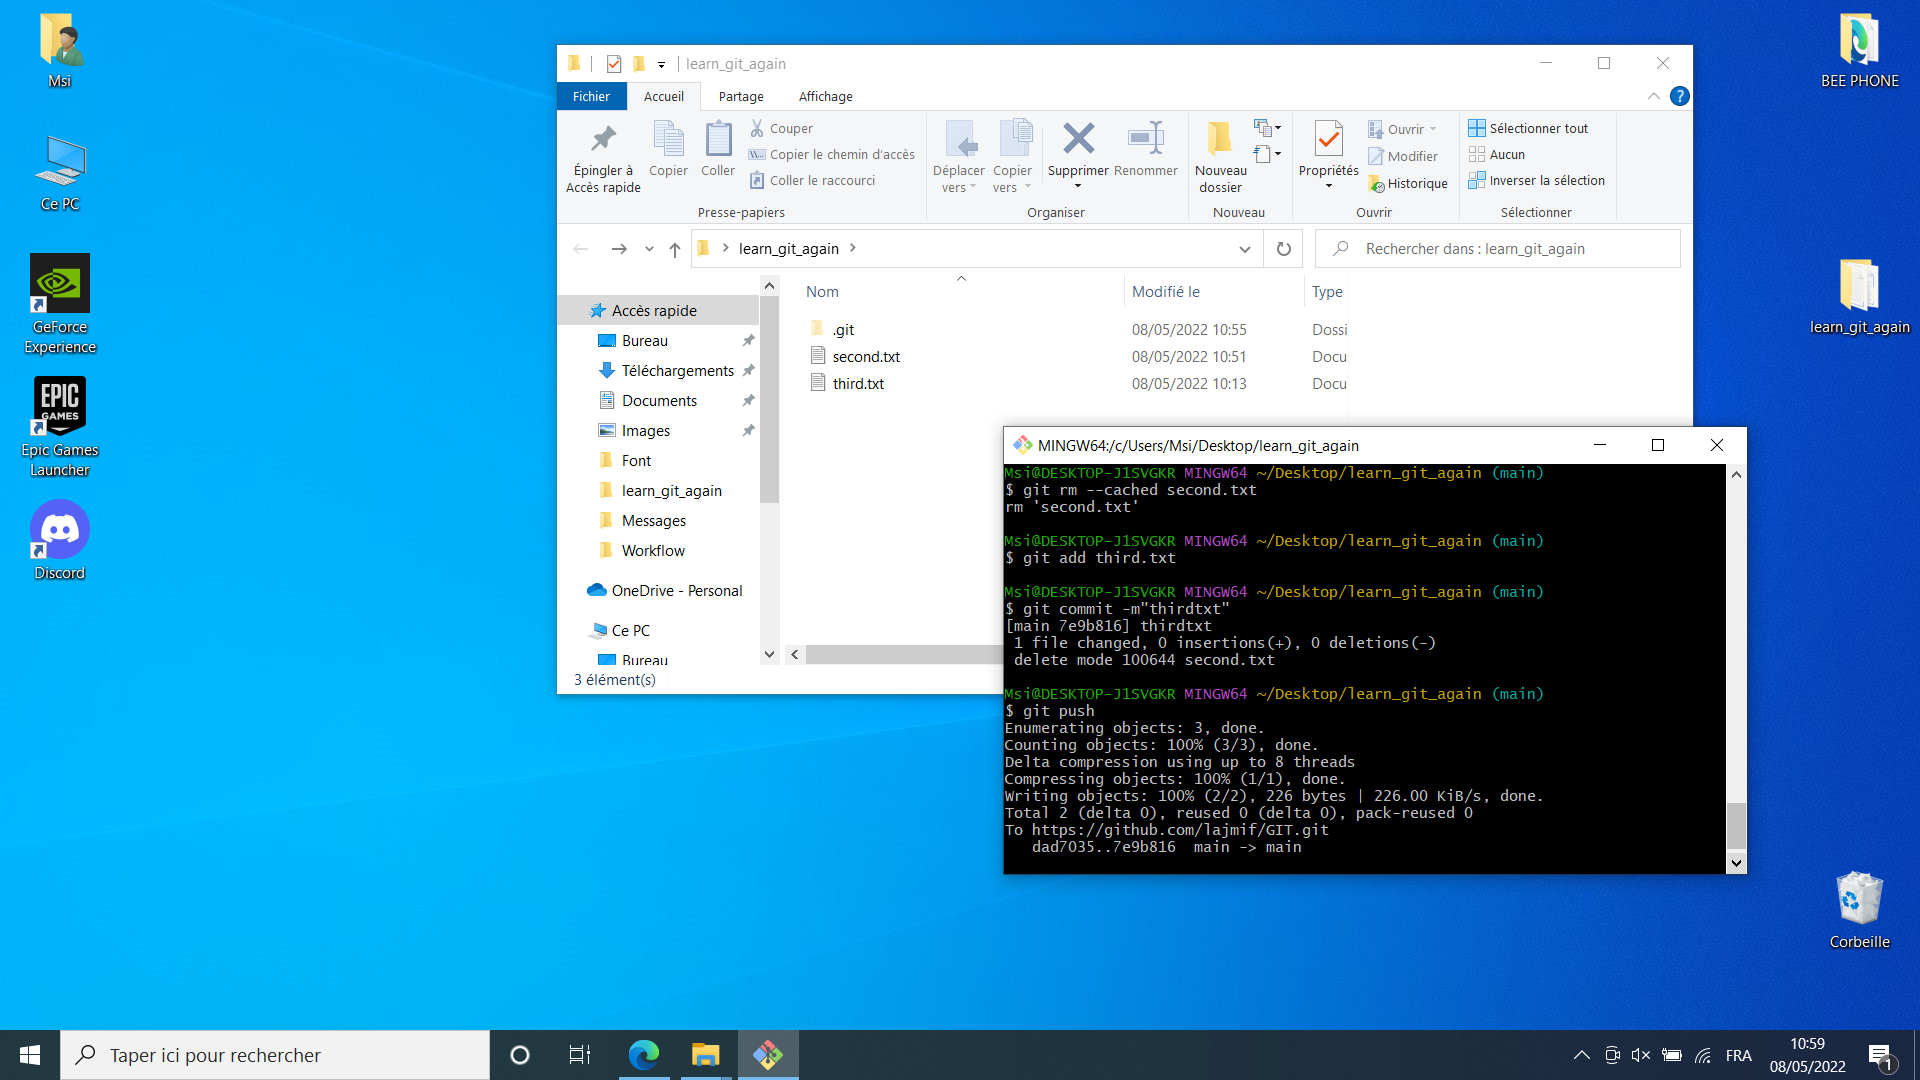 Msi
Ce PC
GeForce
Experience
EPIC
GAMES
Epic Games
Launcher
Discord
BEE PHONE
learn_git_again
Corbeille
learn_git_again
Fichier
Accueil
Partage
Affichage
?
Épingler à
Accès rapide
Copier
Coller
Couper
Copier le chemin d'accès
Coller le raccourci
Presse-papiers
Déplacer
vers
Copier
vers
Supprimer
Renommer
Organiser
Nouveau
dossier
Nouveau
Propriétés
Ouvrir
Modifier
Historique
Ouvrir
Sélectionner tout
Aucun
Inverser la sélection
Sélectionner
learn_git_again
Rechercher dans : learn_git_again
Accès rapide
Bureau
Téléchargements
Documents
Images
Font
learn_git_again
Messages
Workflow
OneDrive - Personal
Ce PC
Bureau
Nom
Modifié le
Type
.git
08/05/2022 10:55
Dossi
second.txt
08/05/2022 10:51
Docu
third.txt
08/05/2022 10:13
Docu
3 élément(s)
MINGW64:/c/Users/Msi/Desktop/learn_git_again
Msi@DESKTOP-J1SVGKR MINGW64 ~/Desktop/learn_git_again (main)
$ git rm --cached second.txt
rm 'second.txt'
Msi@DESKTOP-J1SVGKR MINGW64 ~/Desktop/learn_git_again (main)
$ git add third.txt
Msi@DESKTOP-J1SVGKR MINGW64 ~/Desktop/learn_git_again (main)
$ git commit -m"thirdtxt"
[main 7e9b816] thirdtxt
1 file changed, 0 insertions(+), 0 deletions(-)
delete mode 100644 second.txt
Msi@DESKTOP-J1SVGKR MINGW64 ~/Desktop/learn_git_again (main)
$ git push
Enumerating objects: 3, done.
Counting objects: 100% (3/3), done.
Delta compression using up to 8 threads
Compressing objects: 100% (1/1), done.
Writing objects: 100% (2/2), 226 bytes | 226.00 KiB/s, done.
Total 2 (delta 0), reused 0 (delta 0), pack-reused 0
To https://github.com/lajmif/GIT.git
dad7035..7e9b816  main -> main
Taper ici pour rechercher
FRA
10:59
08/05/2022
1